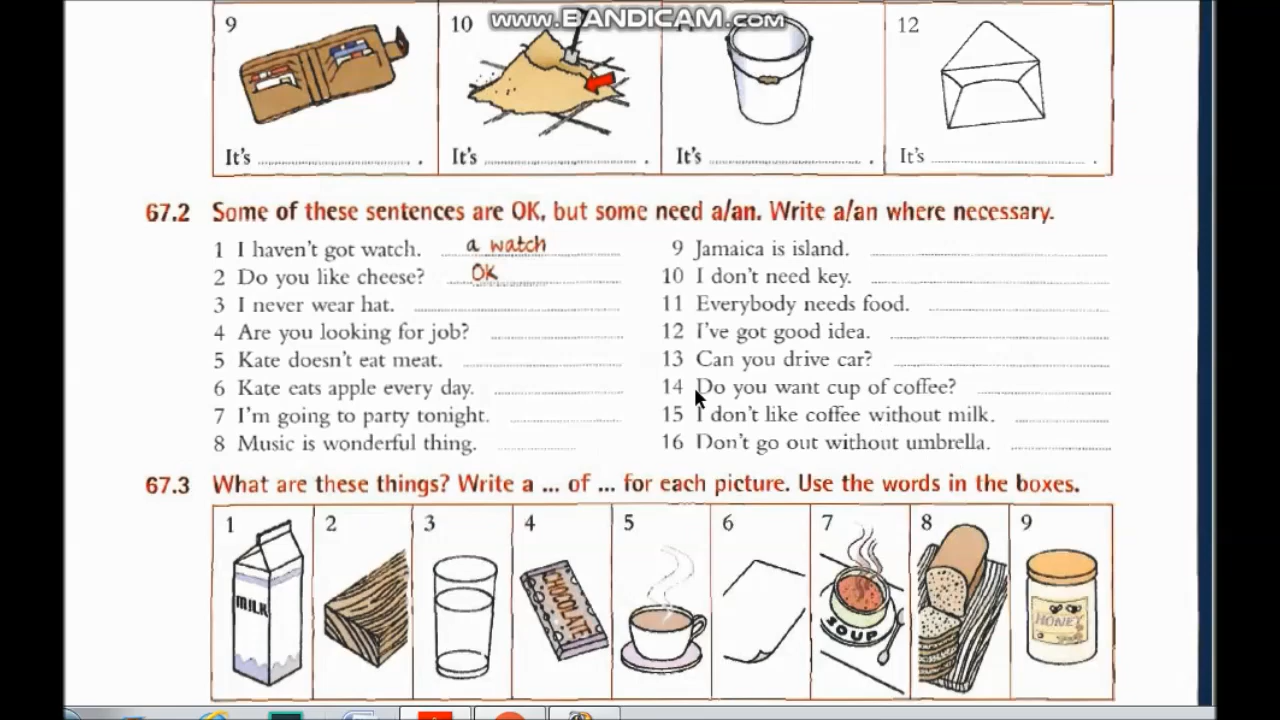 www.BANDICAM.com
9
10
12
It's .
It's .
It's .
It's .
67.2 Some of these sentences are OK, but some need a/an. Write a/an where necessary.
1 I haven't got watch. a watch
2 Do you like cheese? OK
3 I never wear hat.
4 Are you looking for job?
5 Kate doesn't eat meat.
6 Kate eats apple every day.
7 I'm going to party tonight.
8 Music is wonderful thing.
9 Jamaica is island.
10 I don't need key.
11 Everybody needs food.
12 I've got good idea.
13 Can you drive car?
14 Do you want cup of coffee?
15 I don't like coffee without milk.
16 Don't go out without umbrella.
67.3 What are these things? Write a ... of ... for each picture. Use the words in the boxes.
1 2 3 4 5 6 7 8 9
MILK
CHOCOLATE
SOUP
HONEY